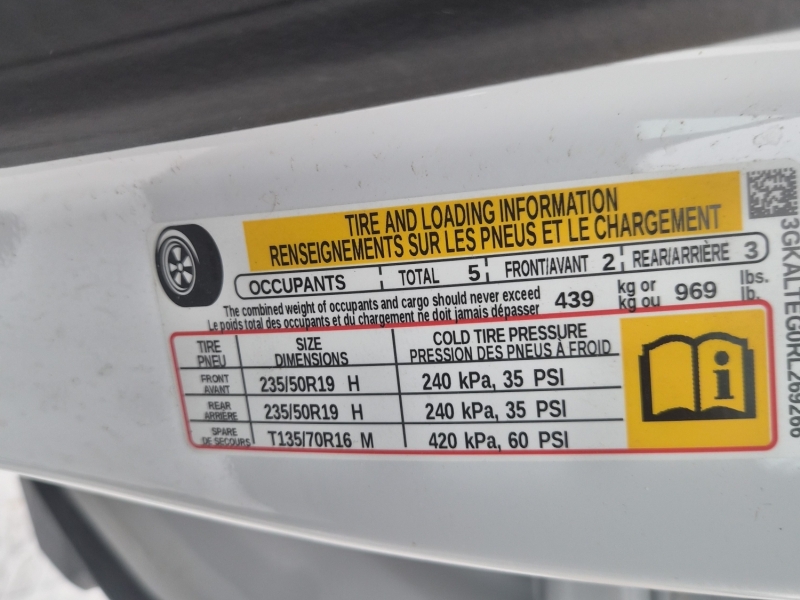 TIRE AND LOADING INFORMATION
RENSEIGNEMENTS SUR LES PNEUS ET LE CHARGEMENT
OCCUPANTS TOTAL 5 FRONT/AVANT 2 REAR/ARRIÈRE 3
The combined weight of occupants and cargo should never exceed 439 kg or 969 lbs.
Le poids total des occupants et du chargement ne doit jamais dépasser kg ou lb.
TIRE SIZE COLD TIRE PRESSURE
PNEU DIMENSIONS PRESSION DES PNEUS À FROID
FRONT
AVANT 235/50R19 H 240 kPa, 35 PSI
REAR
ARRIÈRE 235/50R19 H 240 kPa, 35 PSI
SPARE
DE SECOURS T135/70R16 M 420 kPa, 60 PSI
i
3GKALTEG0RL269266